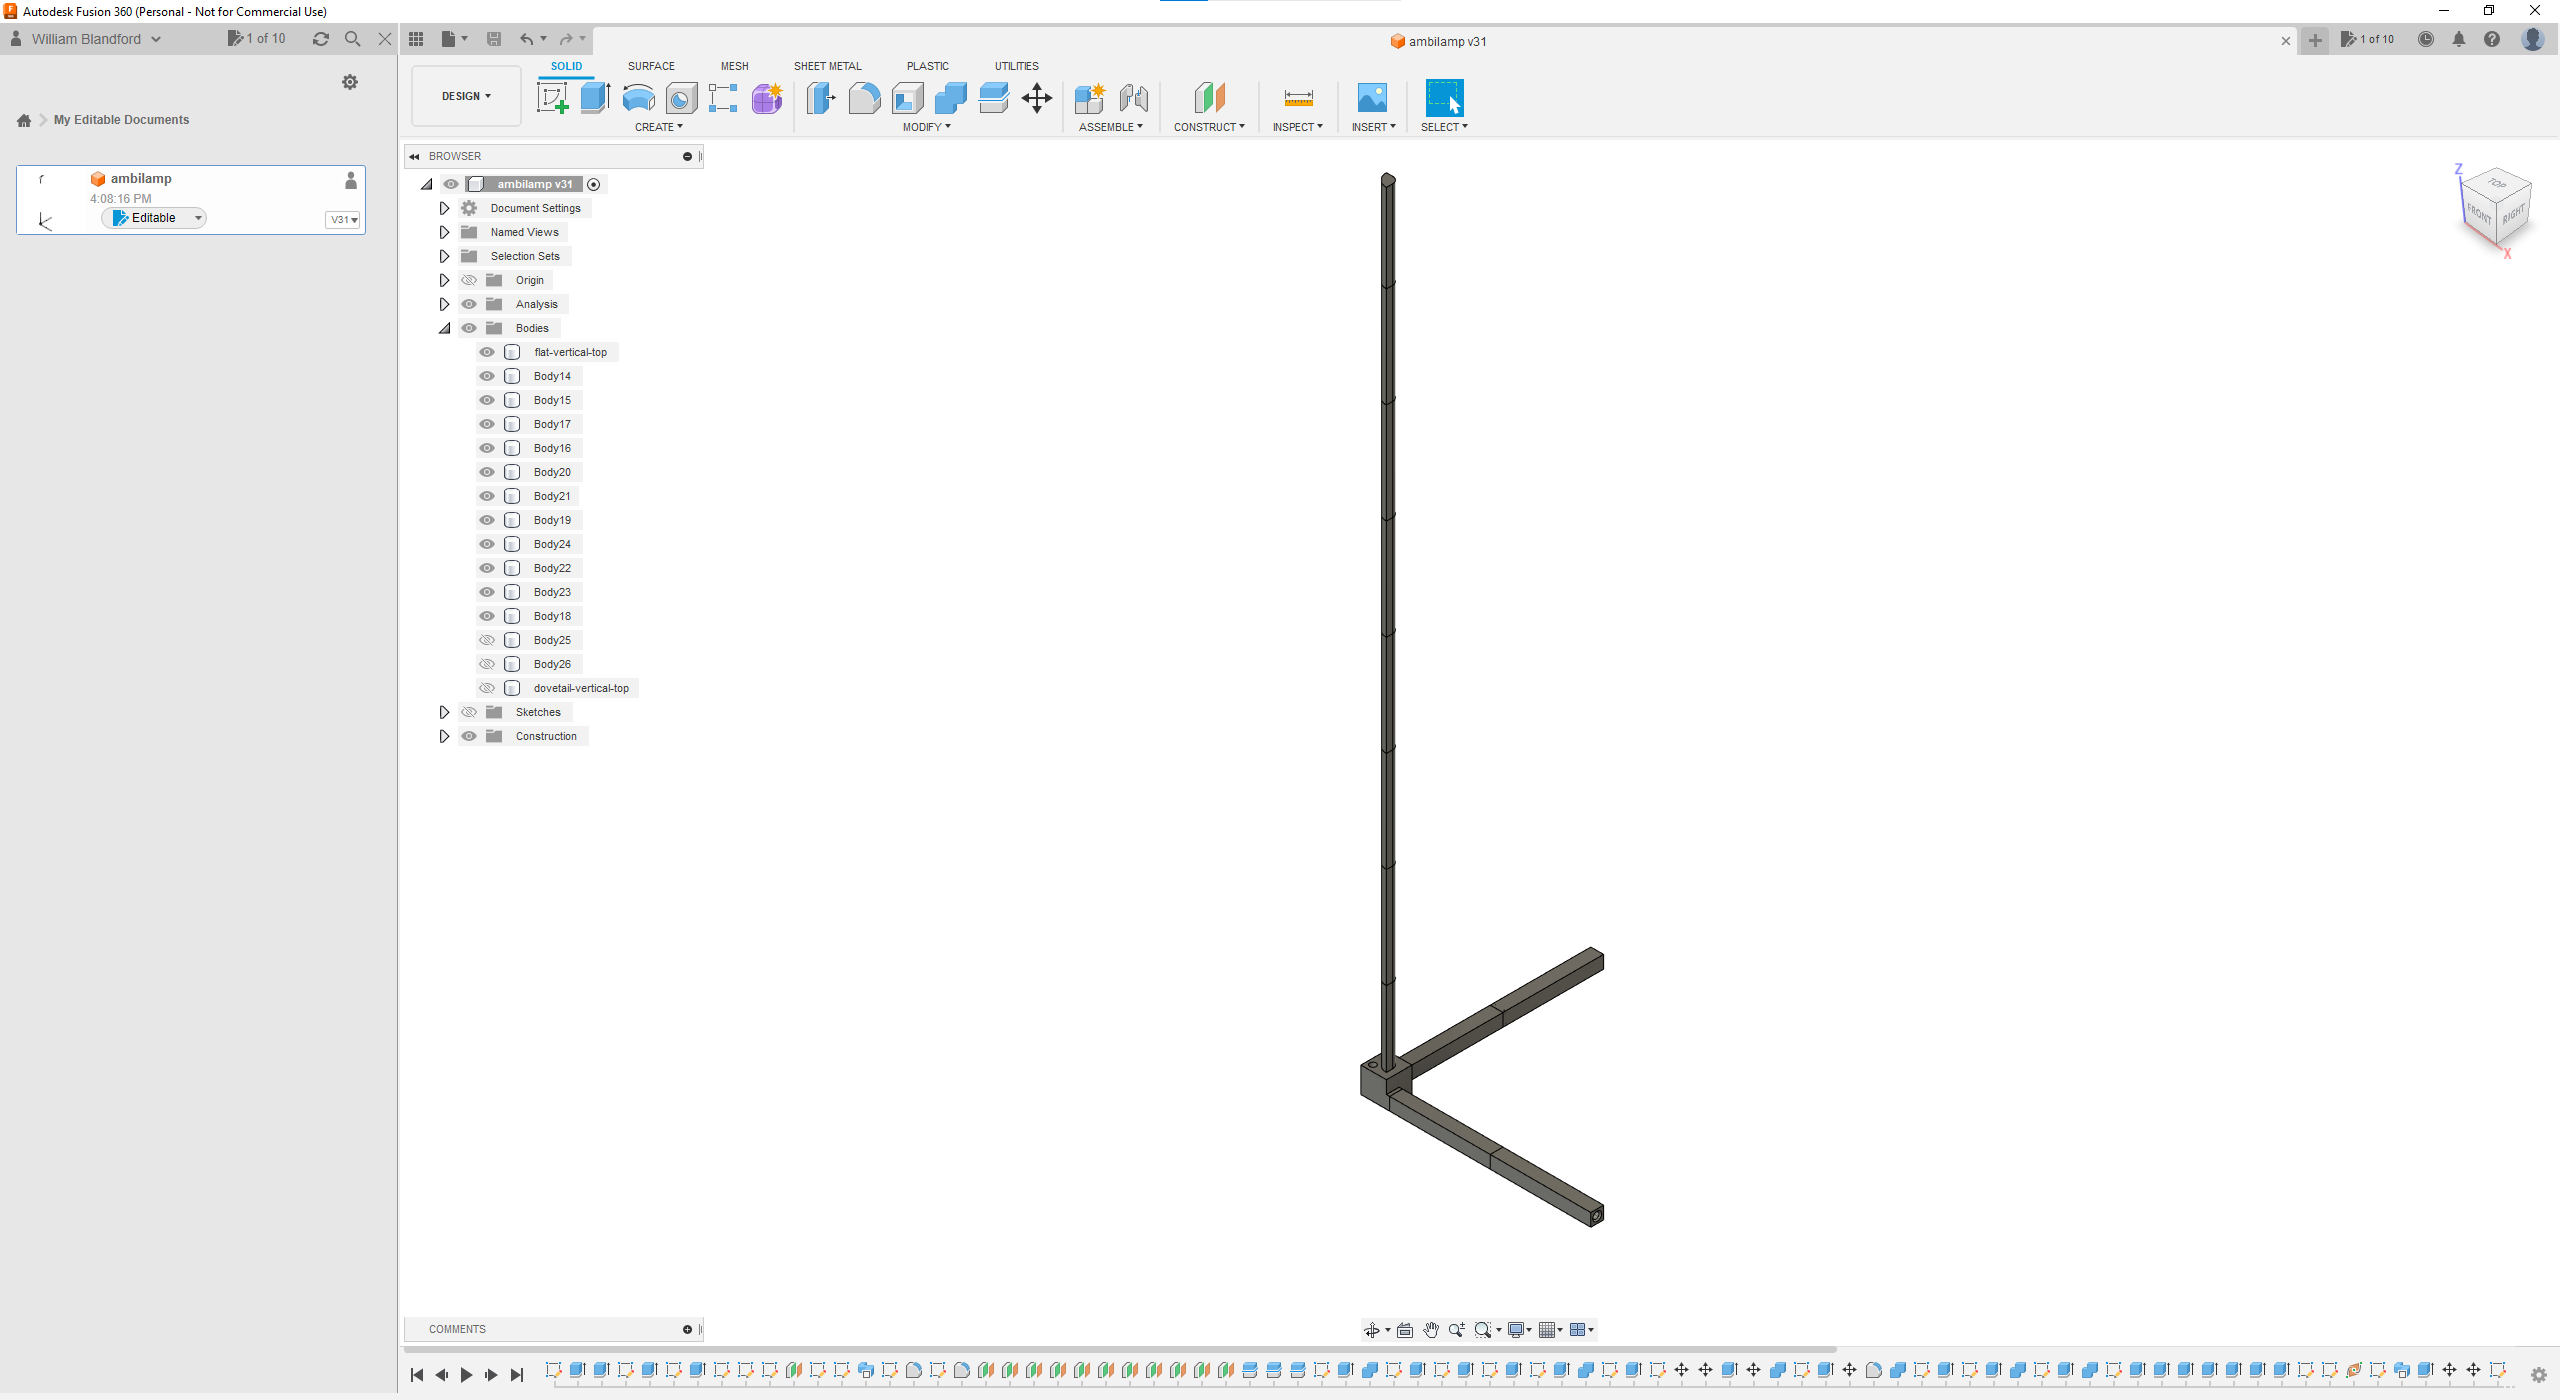 Autodesk Fusion 360 (Personal - Not for Commercial Use)
William Blandford 1 of 10
ambilamp v31
1 of 10
SOLID SURFACE MESH SHEET METAL PLASTIC UTILITIES
DESIGN
CREATE MODIFY ASSEMBLE CONSTRUCT INSPECT INSERT SELECT
My Editable Documents
ambilamp
4:08:16 PM
Editable V31
BROWSER
ambilamp v31
Document Settings
Named Views
Selection Sets
Origin
Analysis
Bodies
flat-vertical-top
Body14
Body15
Body17
Body16
Body20
Body21
Body19
Body24
Body22
Body23
Body18
Body25
Body26
dovetail-vertical-top
Sketches
Construction
Z
TOP
FRONT RIGHT
X
COMMENTS